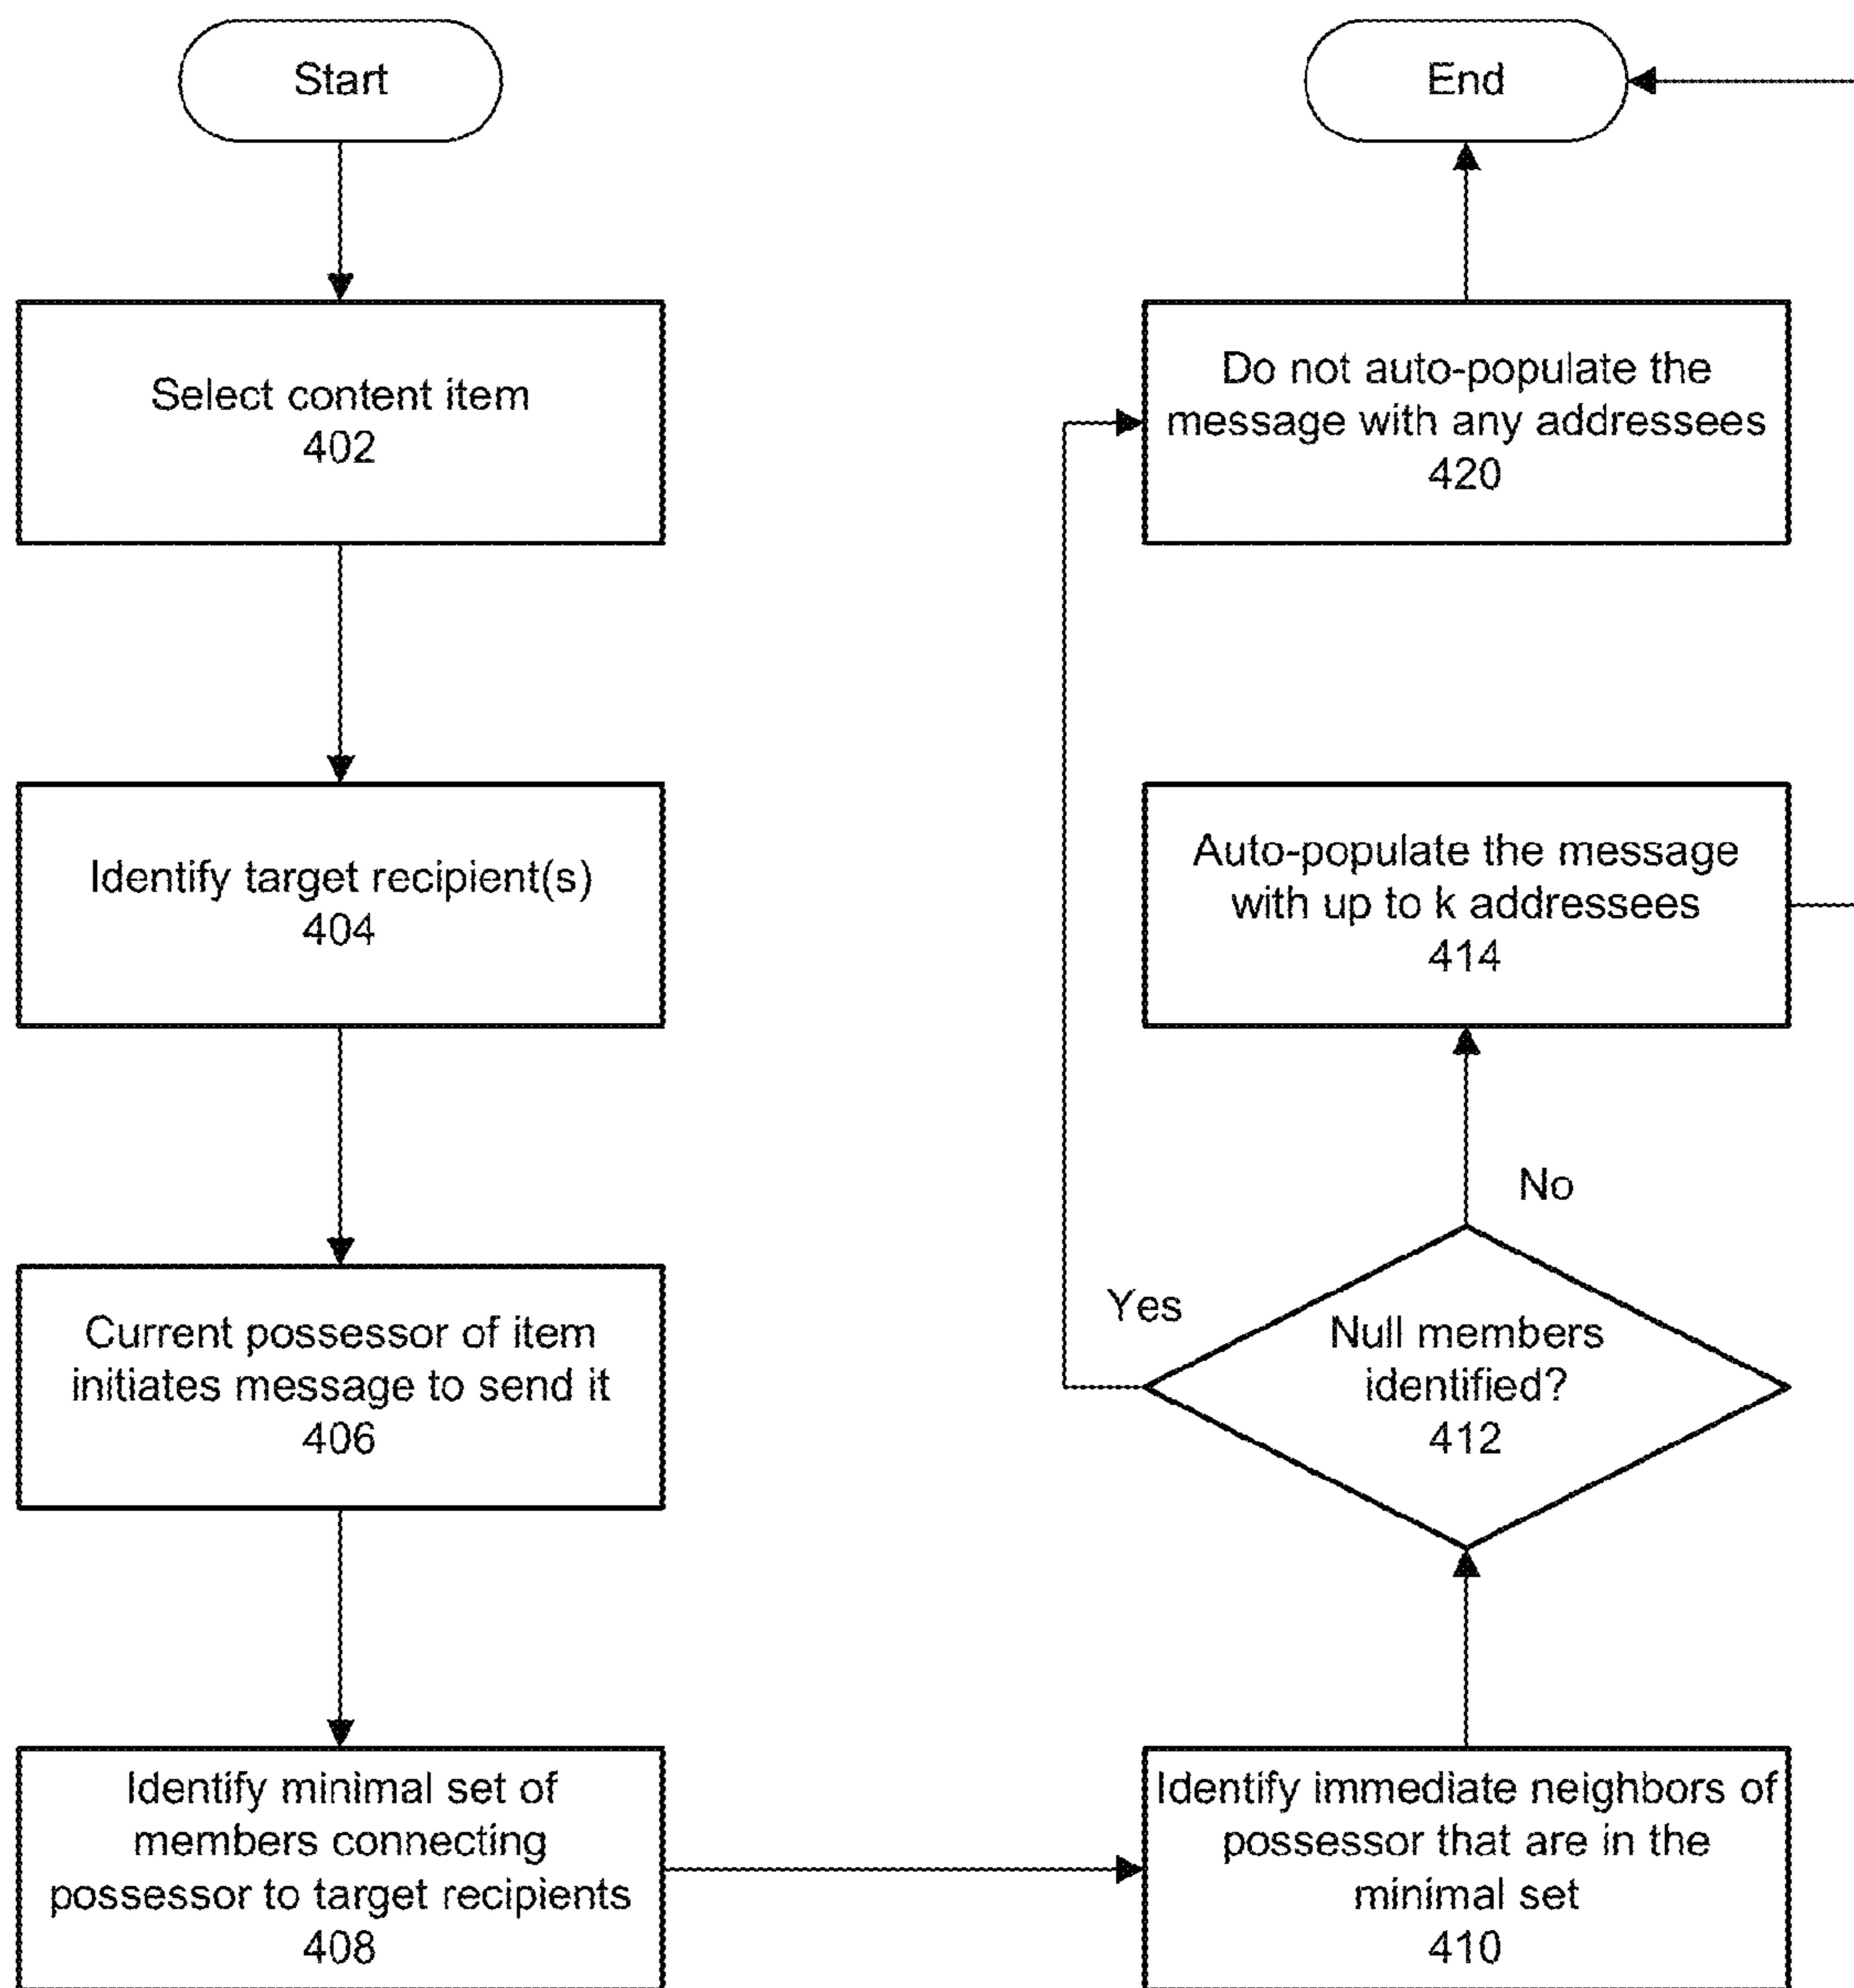 Start
Select content item
402
Identify target recipient(s)
404
Current possessor of item
initiates message to send it
406
Identify minimal set of
members connecting
possessor to target recipients
408
Identify immediate neighbors of
possessor that are in the
minimal set
410
Null members
identified?
412
Yes
No
Auto-populate the message
with up to k addressees
414
Do not auto-populate the
message with any addressees
420
End